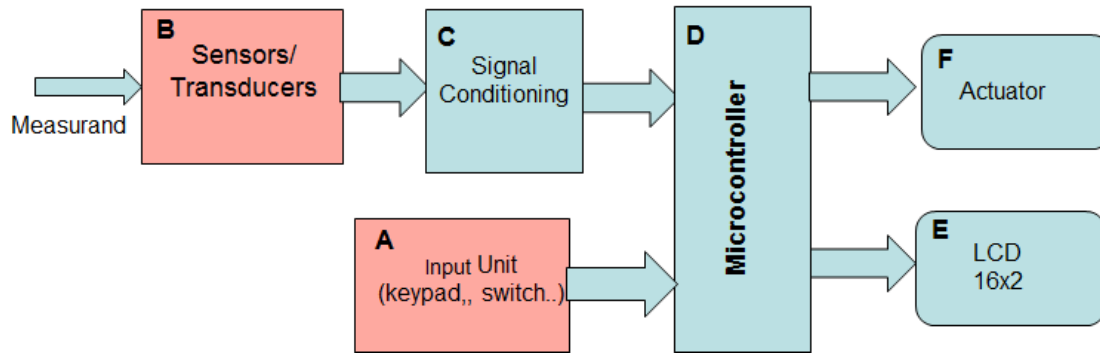 Measurand
B
Sensors/
Transducers
C
Signal
Conditioning
D
Microcontroller
F
Actuator
A
Input Unit
(keypad,, switch..)
E
LCD
16x2